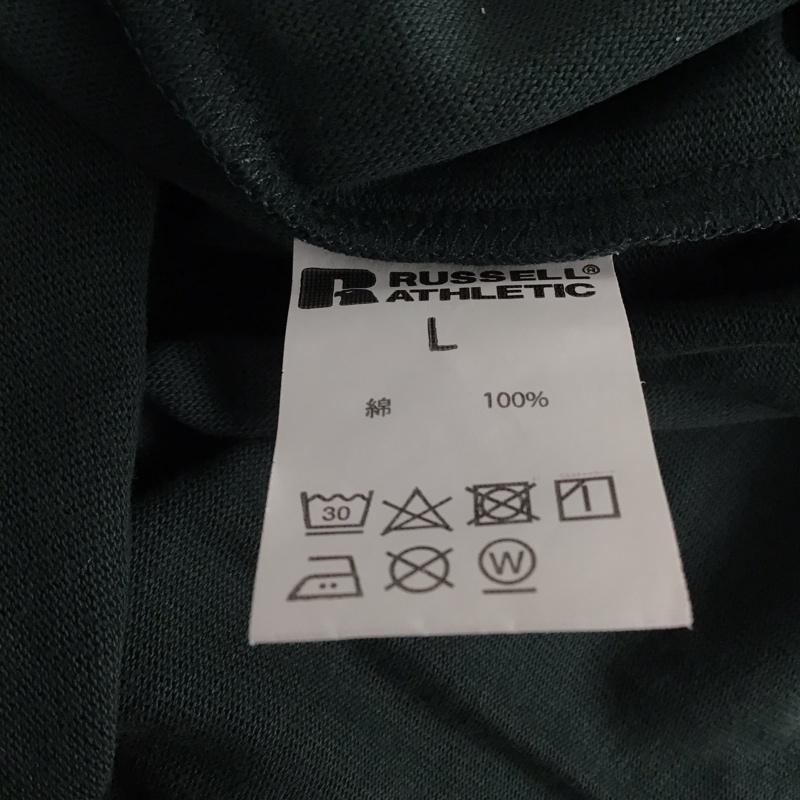 RUSSELL®
ATHLETIC
L
綿 100%
30
W